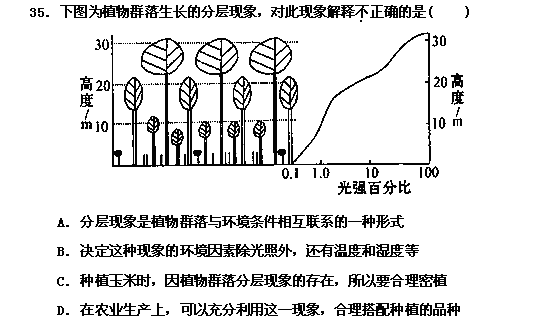 35. 下图为植物群落生长的分层现象，对此现象解释不正确的是(    )
30
20
10
高度/m
30
20
10
高度/m
0.1 1.0 10 100
光强百分比
A. 分层现象是植物群落与环境条件相互联系的一种形式
B. 决定这种现象的环境因素除光照外，还有温度和湿度等
C. 种植玉米时，因植物群落分层现象的存在，所以要合理密植
D. 在农业生产上，可以充分利用这一现象，合理搭配种植的品种